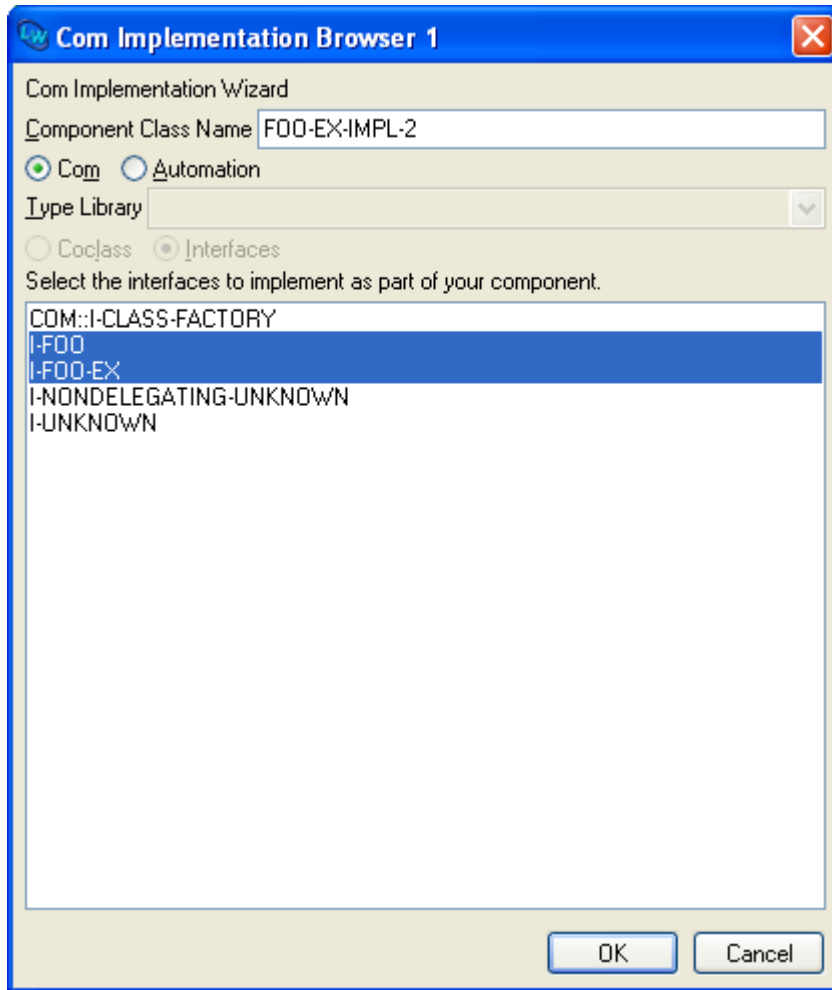 LW Com Implementation Browser 1
Com Implementation Wizard
Component Class Name FOO-EX-IMPL-2
Com Automation
Type Library
Coclass Interfaces
Select the interfaces to implement as part of your component.
COM::I-CLASS-FACTORY
I-FOO
I-FOO-EX
I-NONDELEGATING-UNKNOWN
I-UNKNOWN
OK Cancel